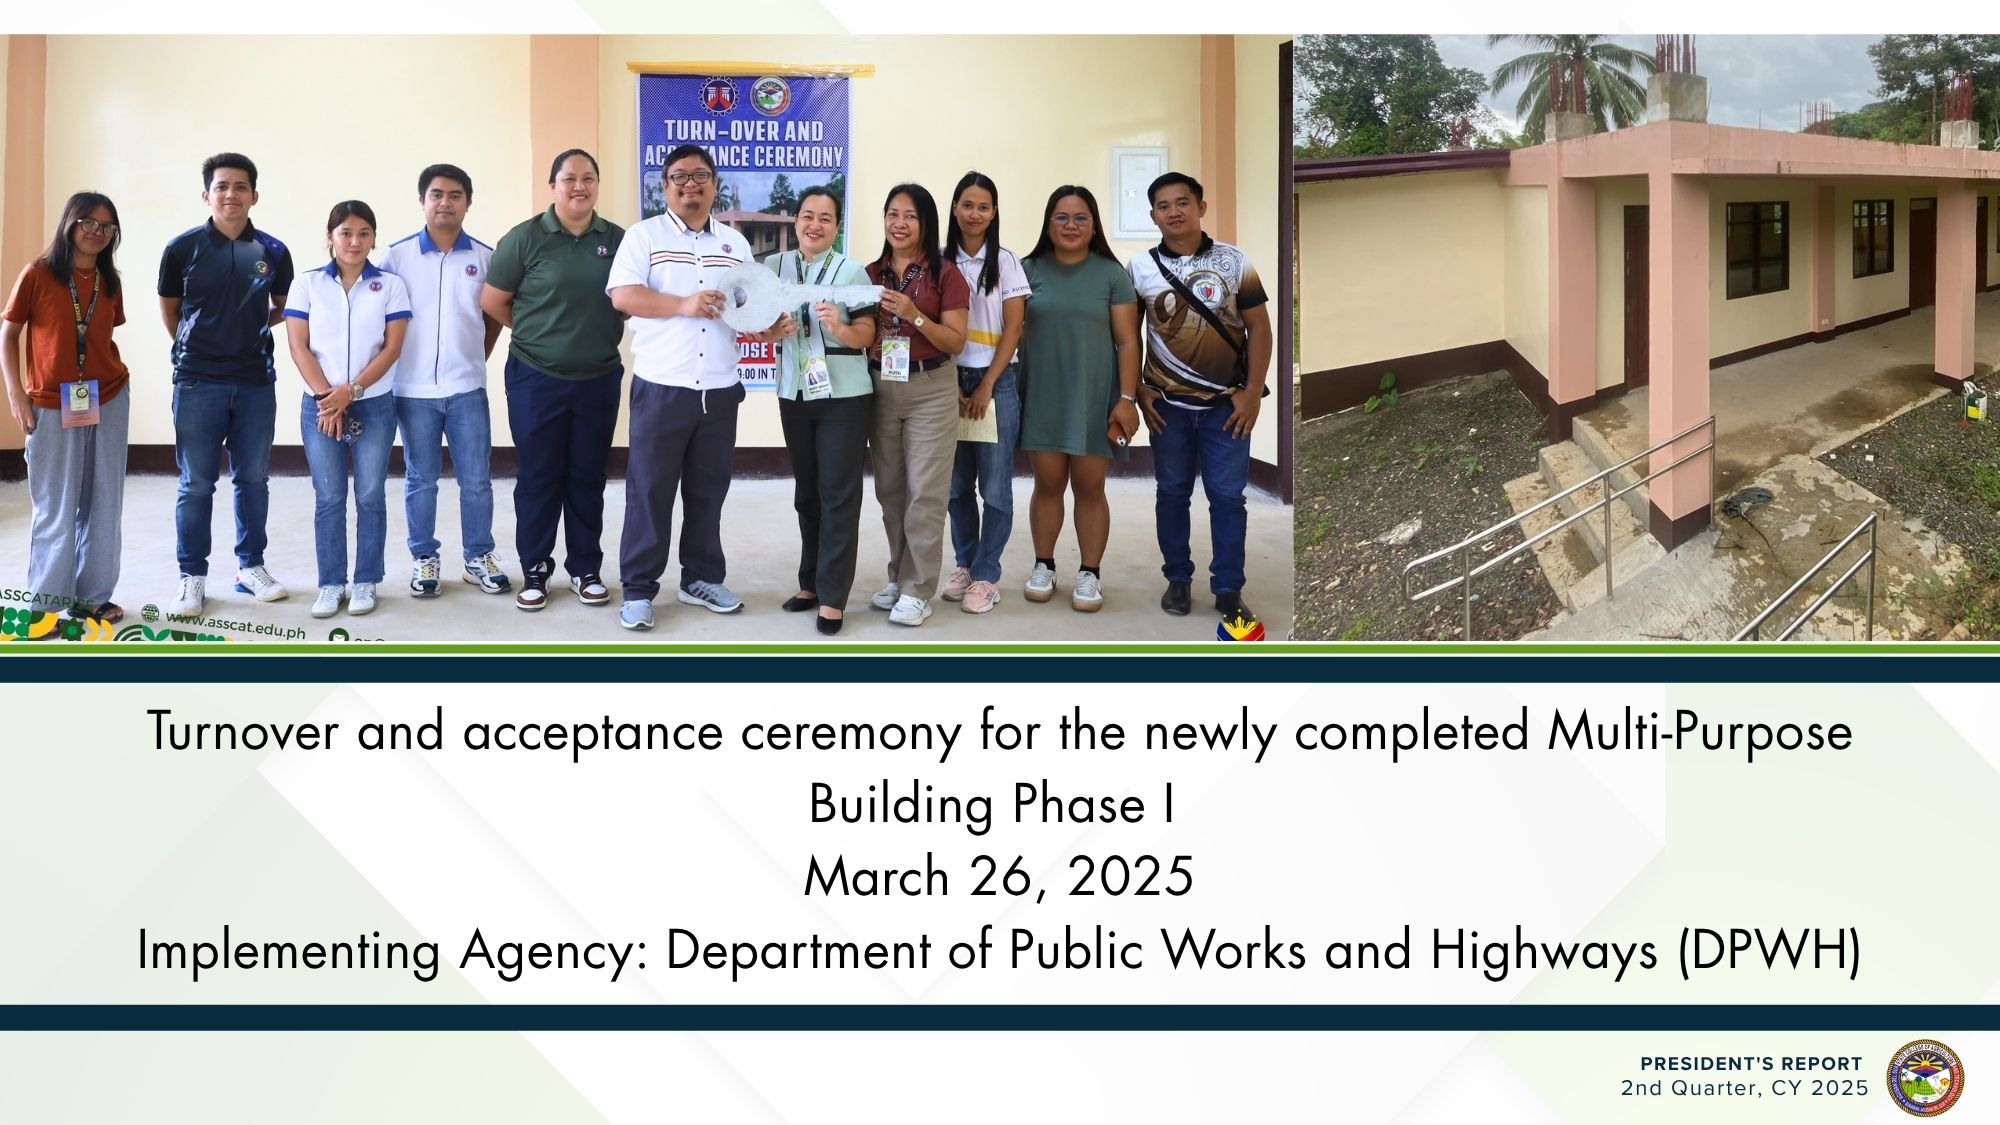 TURN-OVER AND
CEREMONY
ASSCAT
www.asscat.edu.ph
Turnover and acceptance ceremony for the newly completed Multi-Purpose
Building Phase I
March 26, 2025
Implementing Agency: Department of Public Works and Highways (DPWH)
PRESIDENT'S REPORT
2nd Quarter, CY 2025